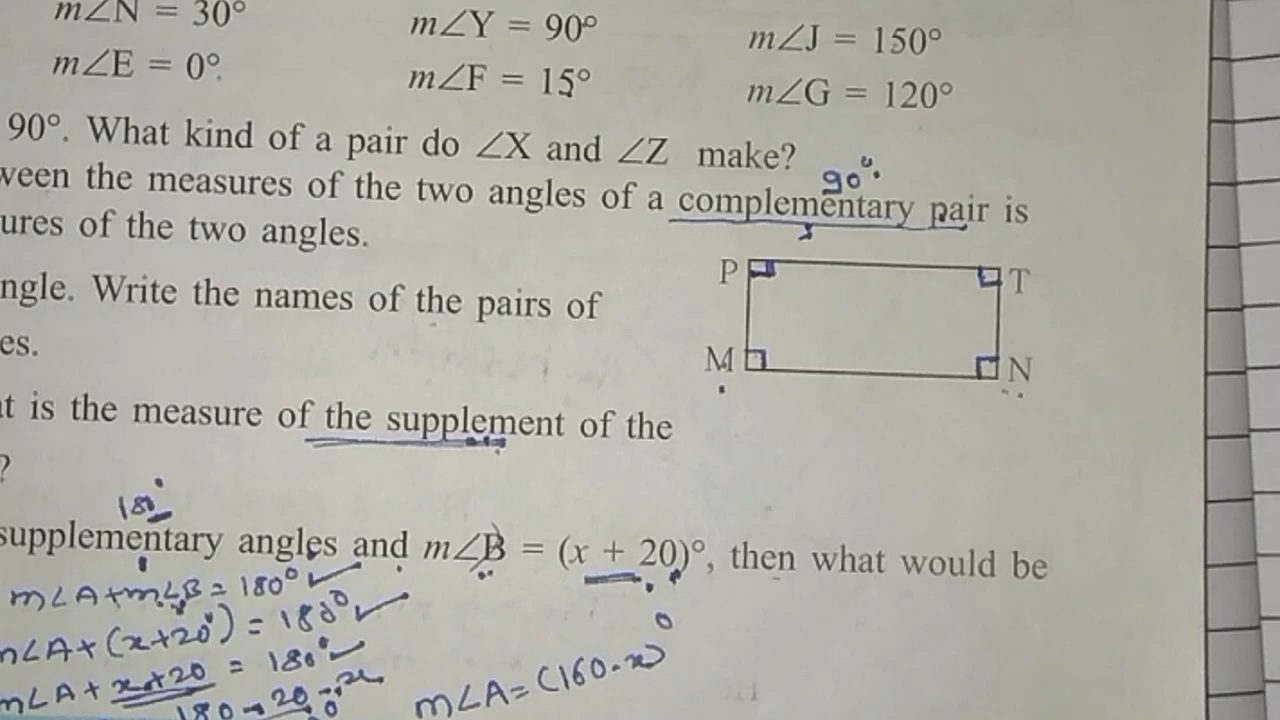 m∠N = 30° m∠Y = 90° m∠J = 150°
m∠E = 0° m∠F = 15° m∠G = 120°
90°. What kind of a pair do ∠X and ∠Z make?
90°
ween the measures of the two angles of a complementary pair is
ures of the two angles.
P T
ngle. Write the names of the pairs of
es.
M N
t is the measure of the supplement of the
?
180°
supplementary angles and m∠B = (x + 20)°, then what would be
m∠A+m∠B = 180°
m∠A+(x+20°) = 180°
m∠A + x+20 = 180°
180-20-x
m∠A = (160-x)°